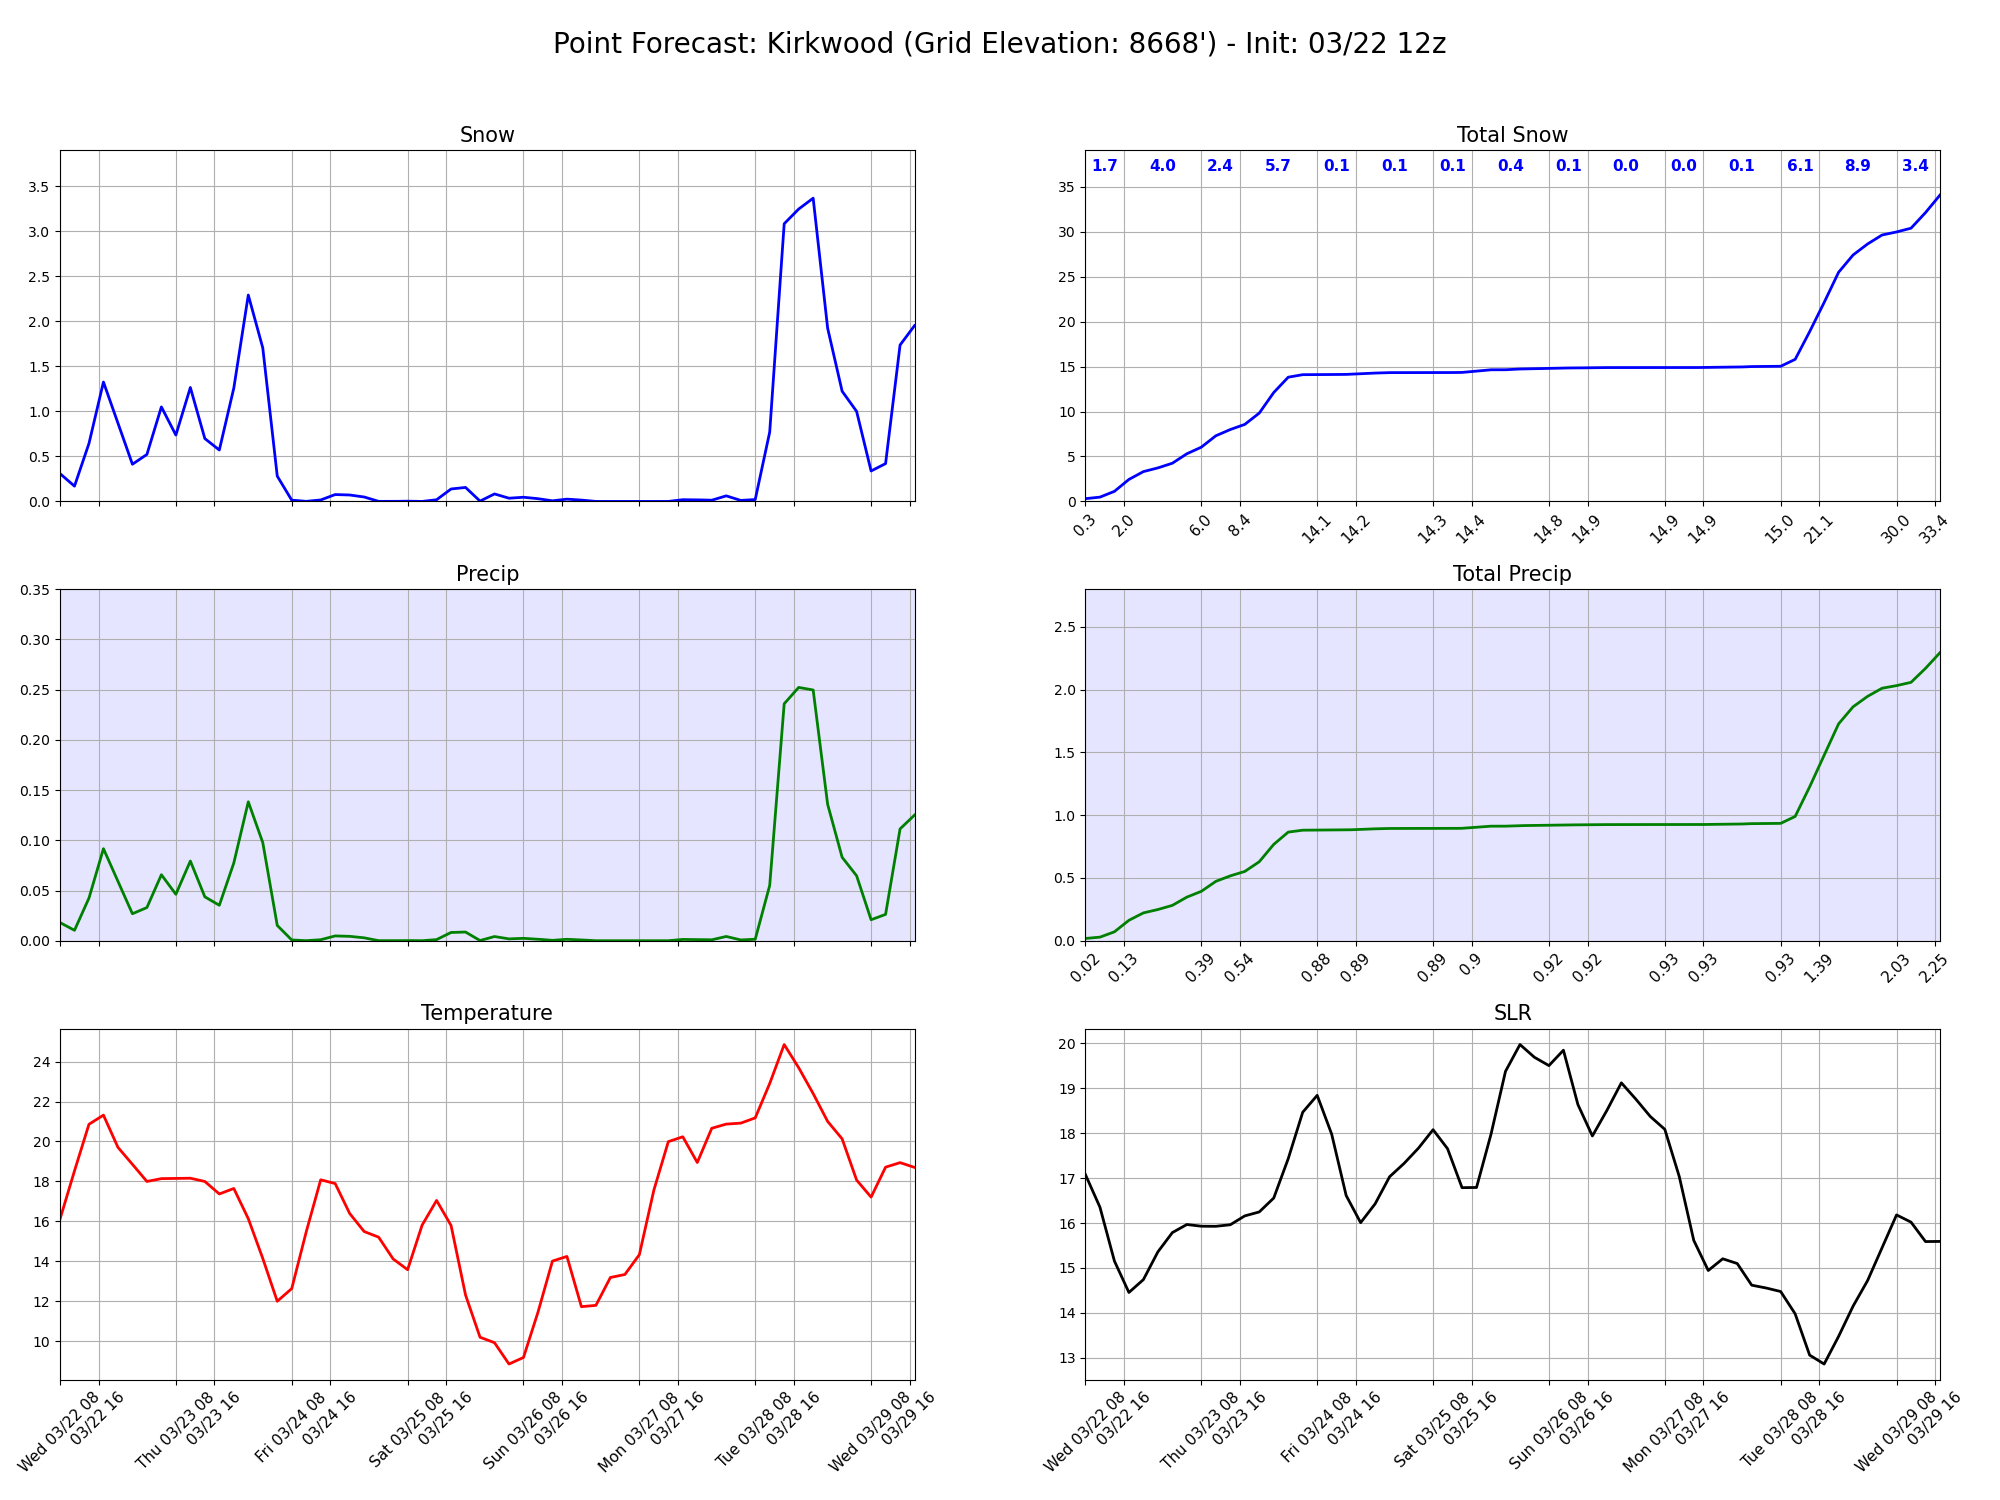 Point Forecast: Kirkwood (Grid Elevation: 8668') - Init: 03/22 12z
Snow
3.5
3.0
2.5
2.0
1.5
1.0
0.5
0.0
Total Snow
1.7 4.0 2.4 5.7 0.1 0.1 0.1 0.4 0.1 0.0 0.0 0.1 6.1 8.9 3.4
35
30
25
20
15
10
5
0
0.3 2.0 6.0 8.4 14.1 14.2 14.3 14.4 14.8 14.9 14.9 14.9 15.0 21.1 30.0 33.4
Precip
0.35
0.30
0.25
0.20
0.15
0.10
0.05
0.00
Total Precip
2.5
2.0
1.5
1.0
0.5
0.0
0.02 0.13 0.39 0.54 0.88 0.89 0.89 0.9 0.92 0.92 0.93 0.93 0.93 1.39 2.03 2.25
Temperature
24
22
20
18
16
14
12
10
Wed 03/22 08
03/22 16
Thu 03/23 08
03/23 16
Fri 03/24 08
03/24 16
Sat 03/25 08
03/25 16
Sun 03/26 08
03/26 16
Mon 03/27 08
03/27 16
Tue 03/28 08
03/28 16
Wed 03/29 08
03/29 16
SLR
20
19
18
17
16
15
14
13
Wed 03/22 08
03/22 16
Thu 03/23 08
03/23 16
Fri 03/24 08
03/24 16
Sat 03/25 08
03/25 16
Sun 03/26 08
03/26 16
Mon 03/27 08
03/27 16
Tue 03/28 08
03/28 16
Wed 03/29 08
03/29 16